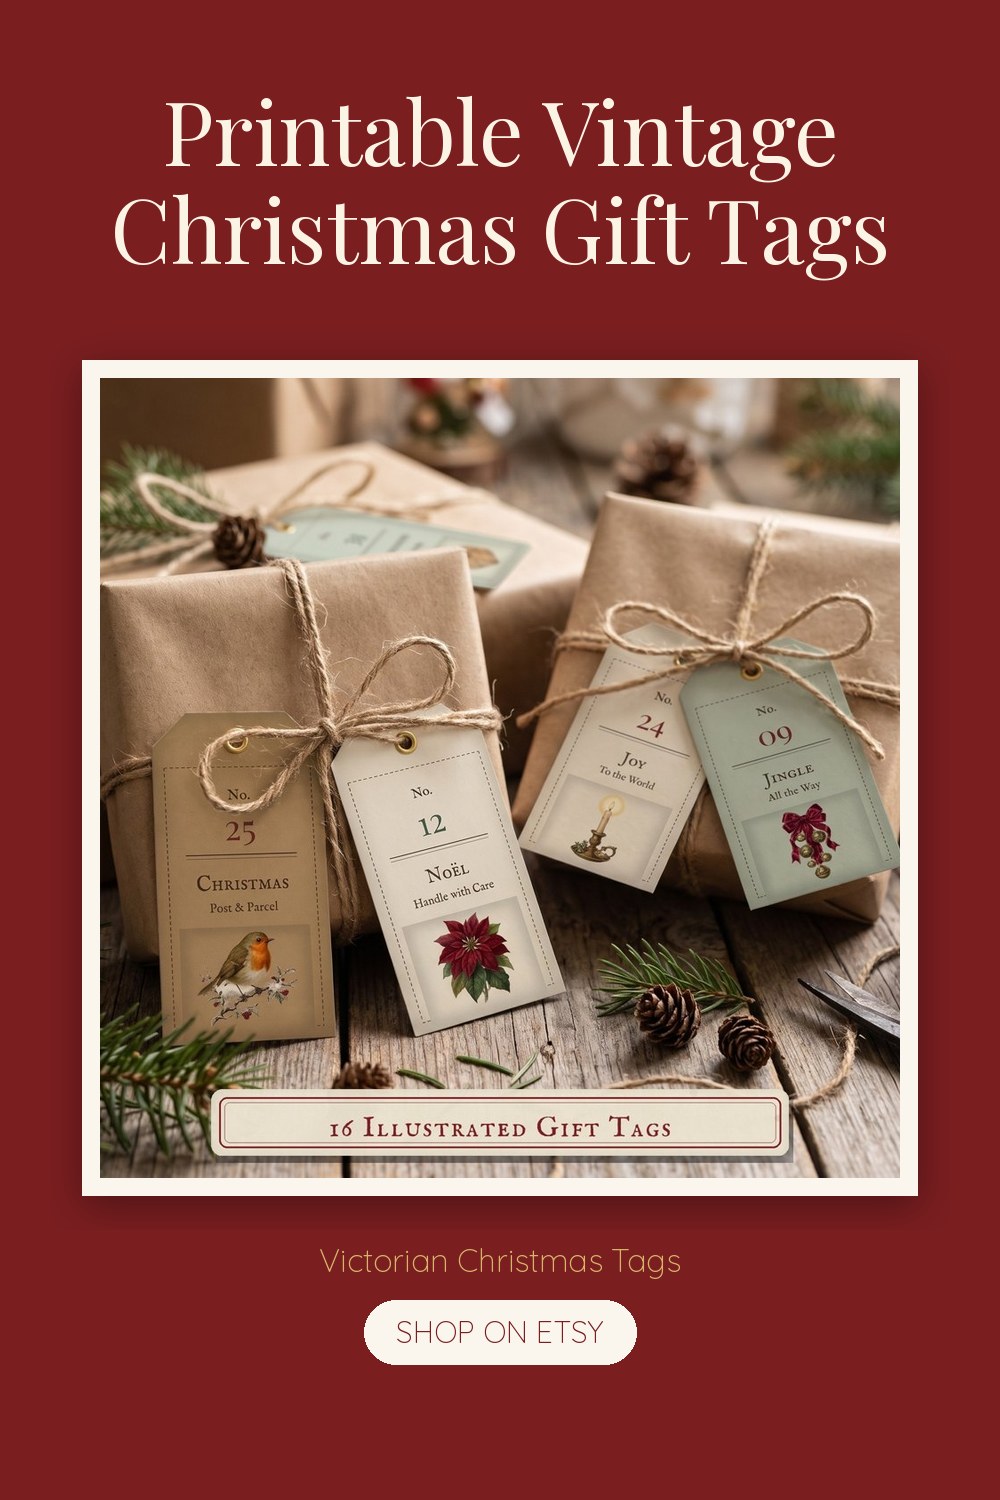 Printable Vintage
Christmas Gift Tags
No.
25
CHRISTMAS
Post & Parcel
No.
12
NOËL
Handle with Care
No.
24
JOY
To the World
No.
09
JINGLE
All the Way
16 ILLUSTRATED GIFT TAGS
Victorian Christmas Tags
SHOP ON ETSY